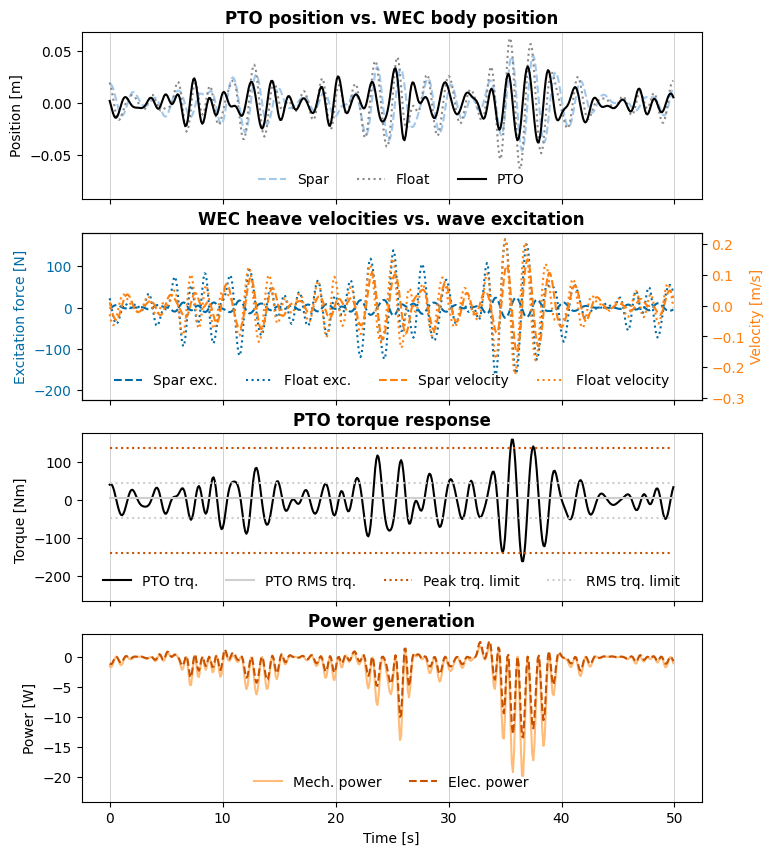 PTO position vs. WEC body position
0.05
0.00
−0.05
Position [m]
Spar Float PTO
WEC heave velocities vs. wave excitation
100
0
−100
−200
Excitation force [N]
0.2
0.1
0.0
−0.1
−0.2
−0.3
Velocity [m/s]
Spar exc. Float exc. Spar velocity Float velocity
PTO torque response
100
0
−100
−200
Torque [Nm]
PTO trq. PTO RMS trq. Peak trq. limit RMS trq. limit
Power generation
0
−5
−10
−15
−20
Power [W]
Mech. power Elec. power
0 10 20 30 40 50
Time [s]